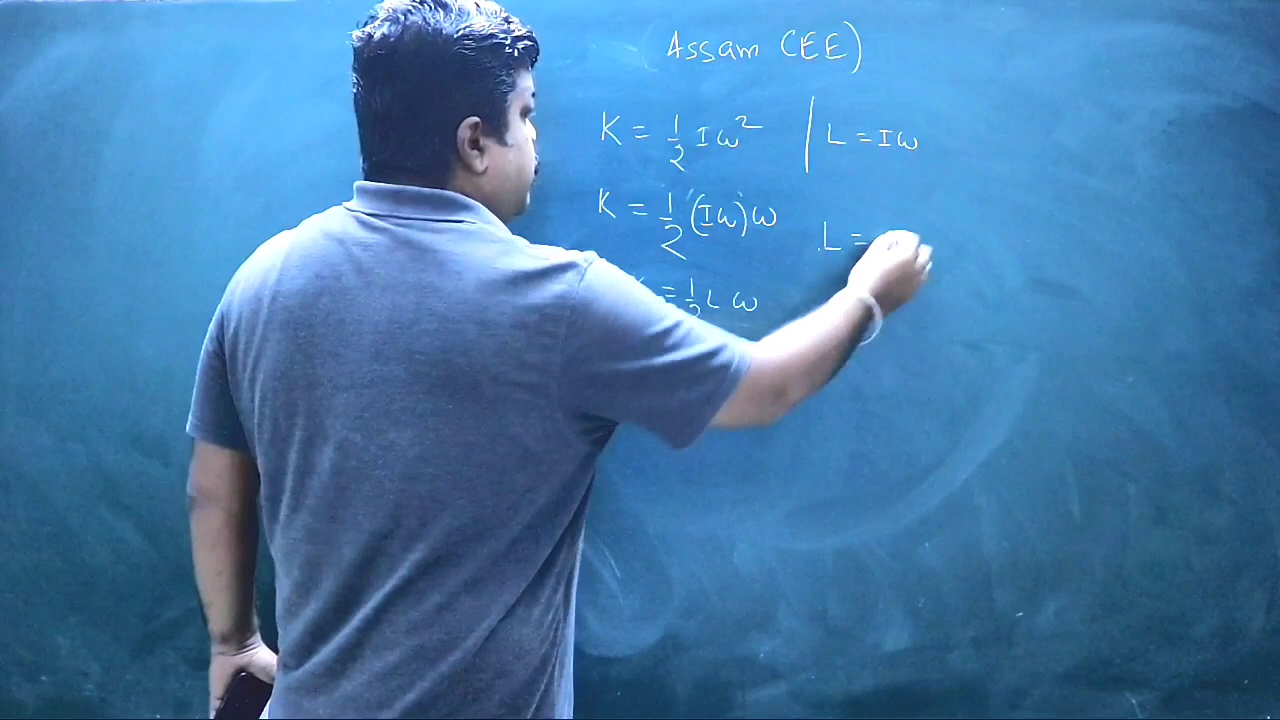 Assam (CEE)
K = 1/2 Iω² | L = Iω
K = 1/2 (Iω)ω
L =
= 1/2 L ω